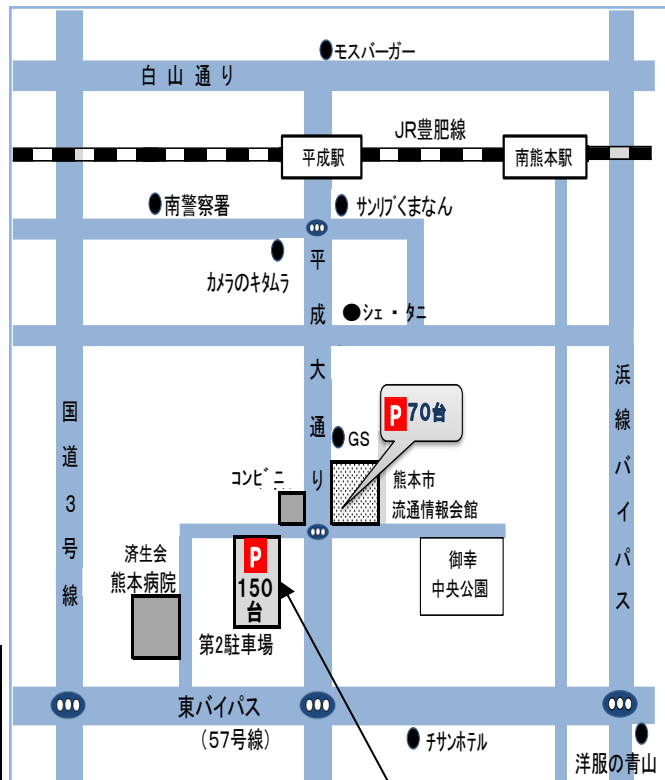 モスバーガー
白山通り
JR豊肥線
平成駅
南熊本駅
南警察署
サンリブくまなん
カメラのキタムラ
平成大通り
シェ・タニ
国道3号線
浜線バイパス
P 70台
GS
コンビニ
熊本市
流通情報会館
済生会
熊本病院
P
150
台
第2駐車場
御幸
中央公園
東バイパス
(57号線)
チサンホテル
洋服の青山